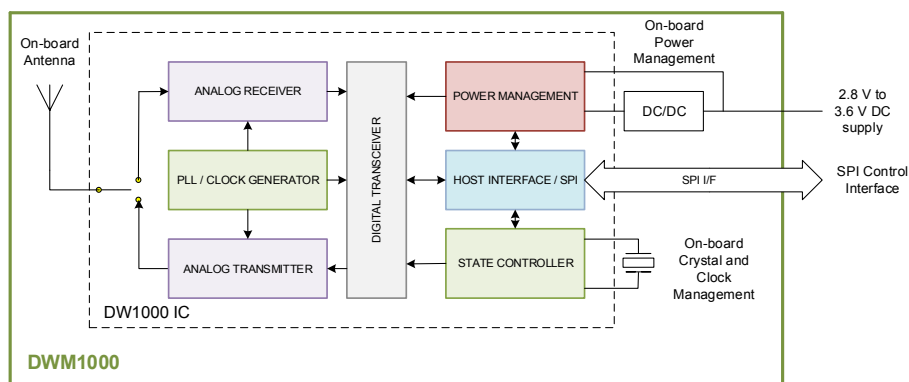 On-board
Antenna
On-board
Power
Management
ANALOG RECEIVER
POWER MANAGEMENT
DC/DC
2.8 V to
3.6 V DC
supply
PLL / CLOCK GENERATOR
DIGITAL TRANSCEIVER
HOST INTERFACE / SPI
SPI I/F
SPI Control
Interface
ANALOG TRANSMITTER
STATE CONTROLLER
On-board
Crystal and
Clock
Management
DW1000 IC
DWM1000